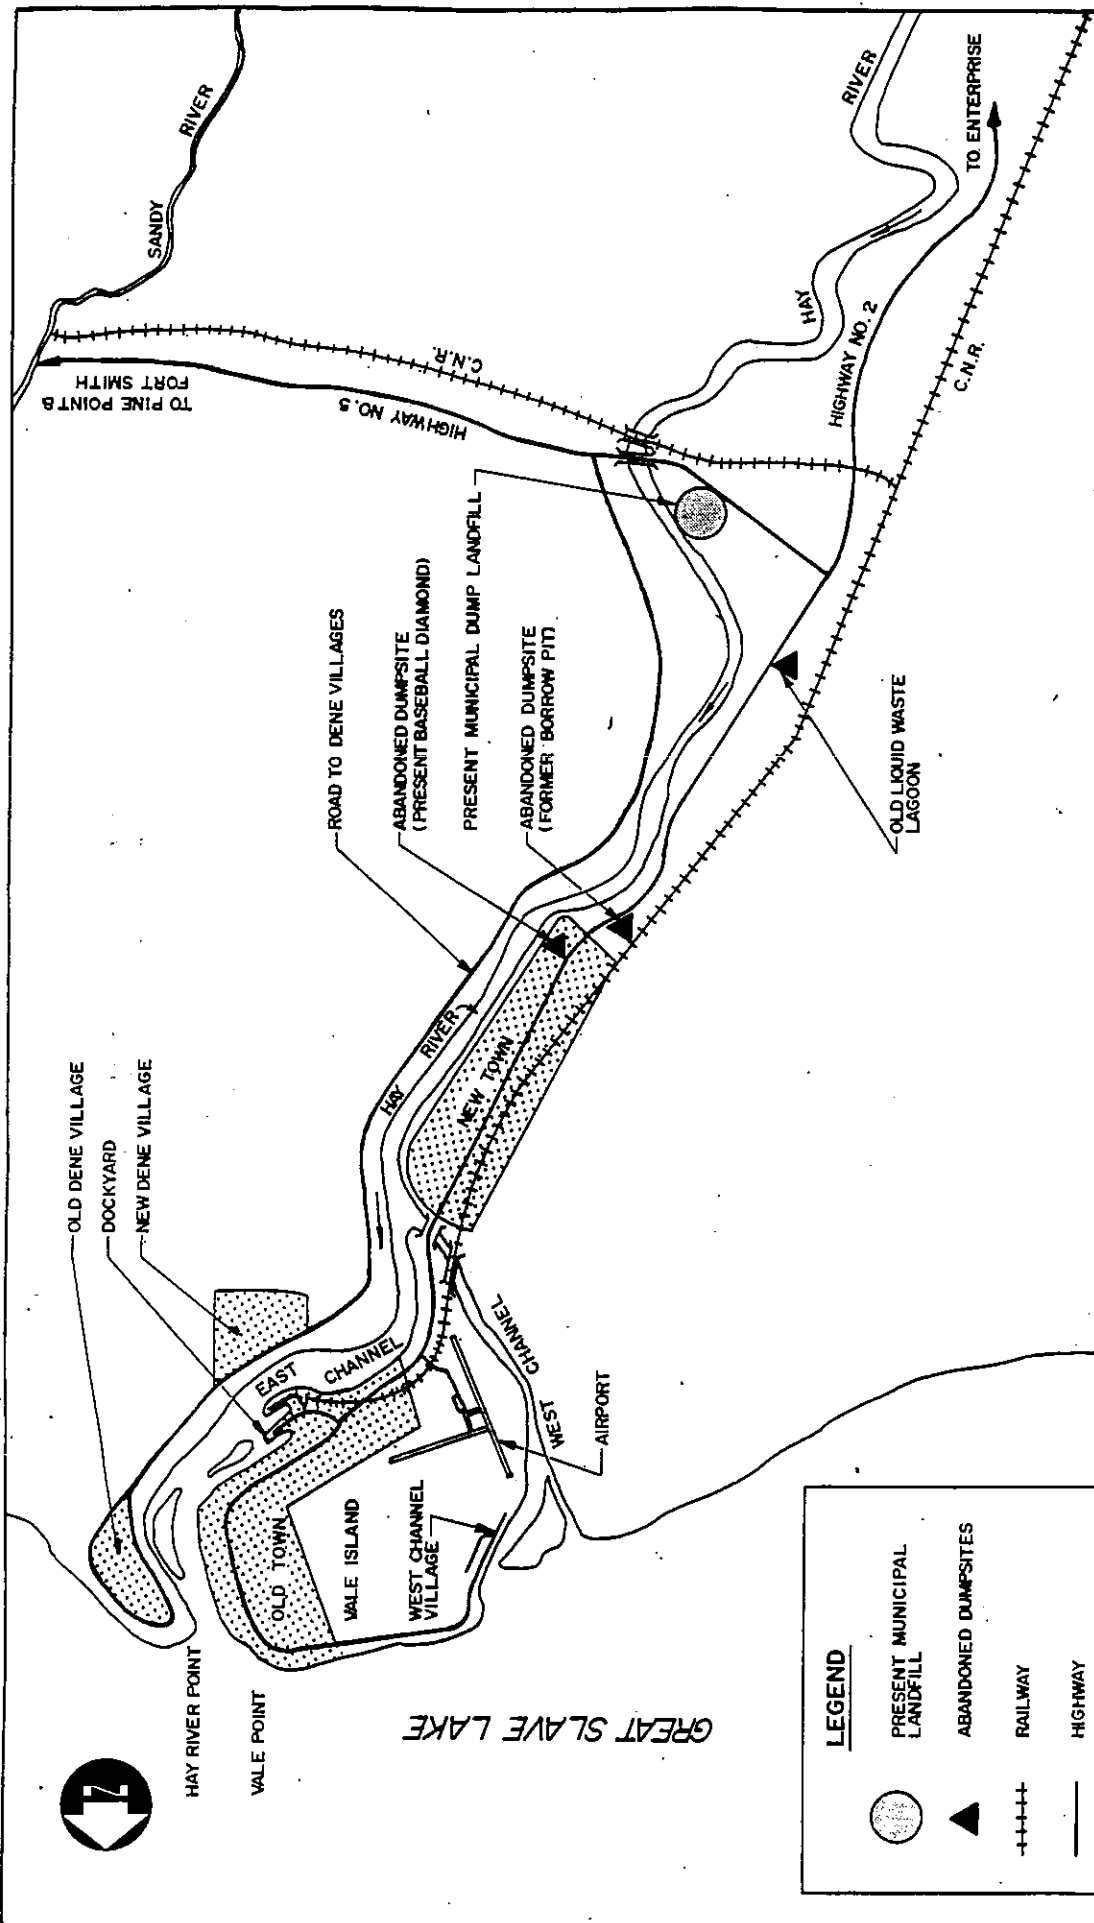 OLD DENE VILLAGE
DOCKYARD
NEW DENE VILLAGE
ROAD TO DENE VILLAGES
ABANDONED DUMPSITE
(PRESENT BASEBALL DIAMOND)
PRESENT MUNICIPAL DUMP LANDFILL
ABANDONED DUMPSITE
(FORMER BORROW PIT)
OLD LIQUID WASTE
LAGOON
TO PINE POINT &
FORT SMITH
SANDY
RIVER
HIGHWAY NO. 5
C.N.R.
HAY
RIVER
HIGHWAY NO. 2
TO ENTERPRISE
C.N.R.
HAY
RIVER
NEW TOWN
EAST
CHANNEL
WEST
CHANNEL
AIRPORT
OLD TOWN
VALE ISLAND
WEST CHANNEL
VILLAGE
HAY RIVER POINT
VALE POINT
GREAT SLAVE LAKE
N
LEGEND
PRESENT MUNICIPAL
LANDFILL
ABANDONED DUMPSITES
RAILWAY
HIGHWAY